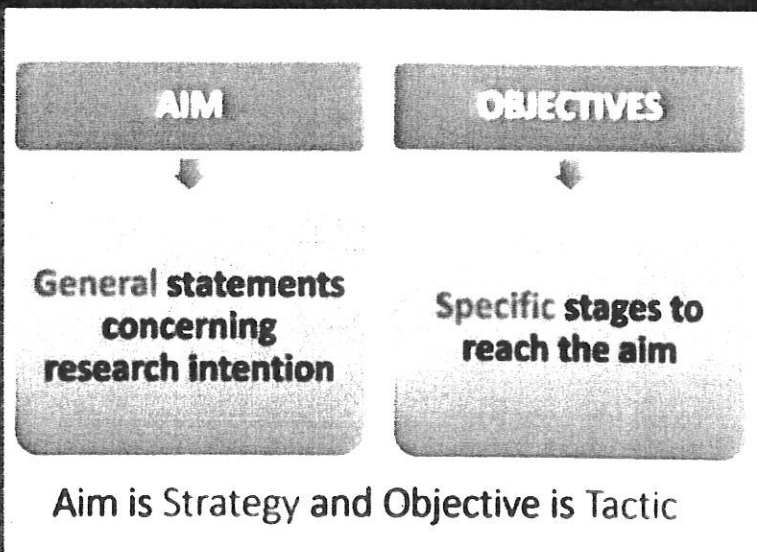 AIM
General statements
concerning
research intention
OBJECTIVES
Specific stages to
reach the aim
Aim is Strategy and Objective is Tactic